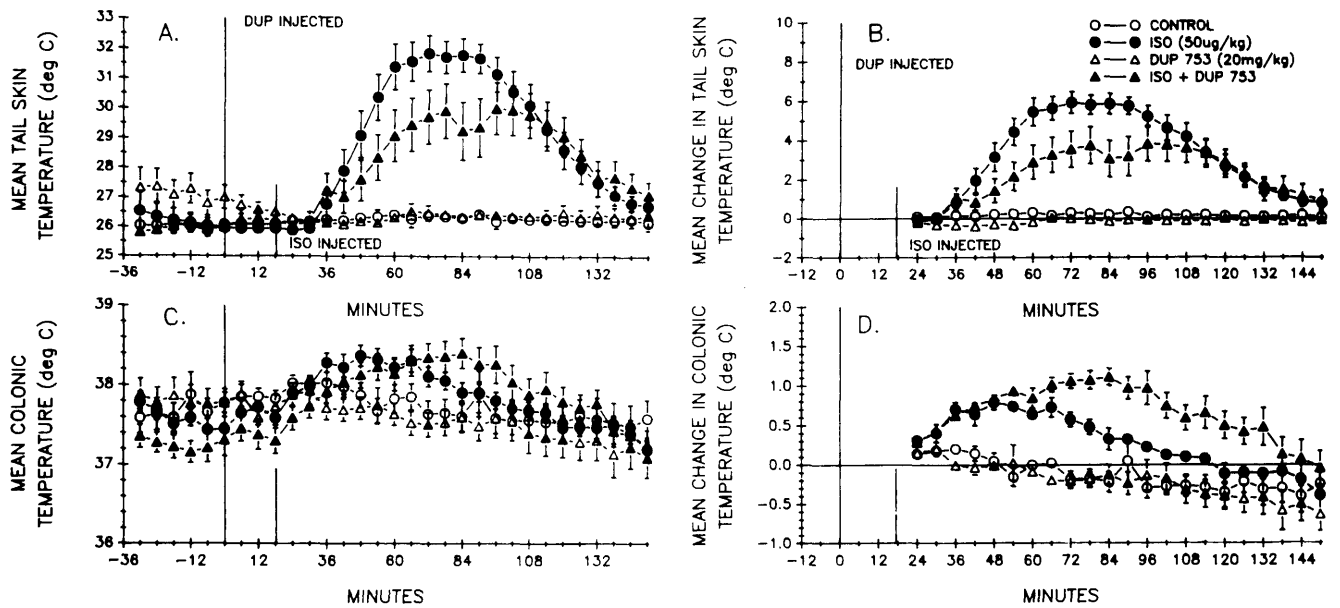 A.
DUP INJECTED
ISO INJECTED
MEAN TAIL SKIN
TEMPERATURE (deg C)
33
32
31
30
29
28
27
26
25
-36
-12
12
36
60
84
108
132
MINUTES
B.
DUP INJECTED
ISO INJECTED
CONTROL
ISO (50ug/kg)
DUP 753 (20mg/kg)
ISO + DUP 753
MEAN CHANGE IN TAIL SKIN
TEMPERATURE (deg C)
10
8
6
4
2
0
-2
-12
0
12
24
36
48
60
72
84
96
108
120
132
144
MINUTES
C.
MEAN COLONIC
TEMPERATURE (deg C)
39
38
37
36
-36
-12
12
36
60
84
108
132
MINUTES
D.
MEAN CHANGE IN COLONIC
TEMPERATURE (deg C)
2.0
1.5
1.0
0.5
0.0
-0.5
-1.0
-12
0
12
24
36
48
60
72
84
96
108
120
132
144
MINUTES